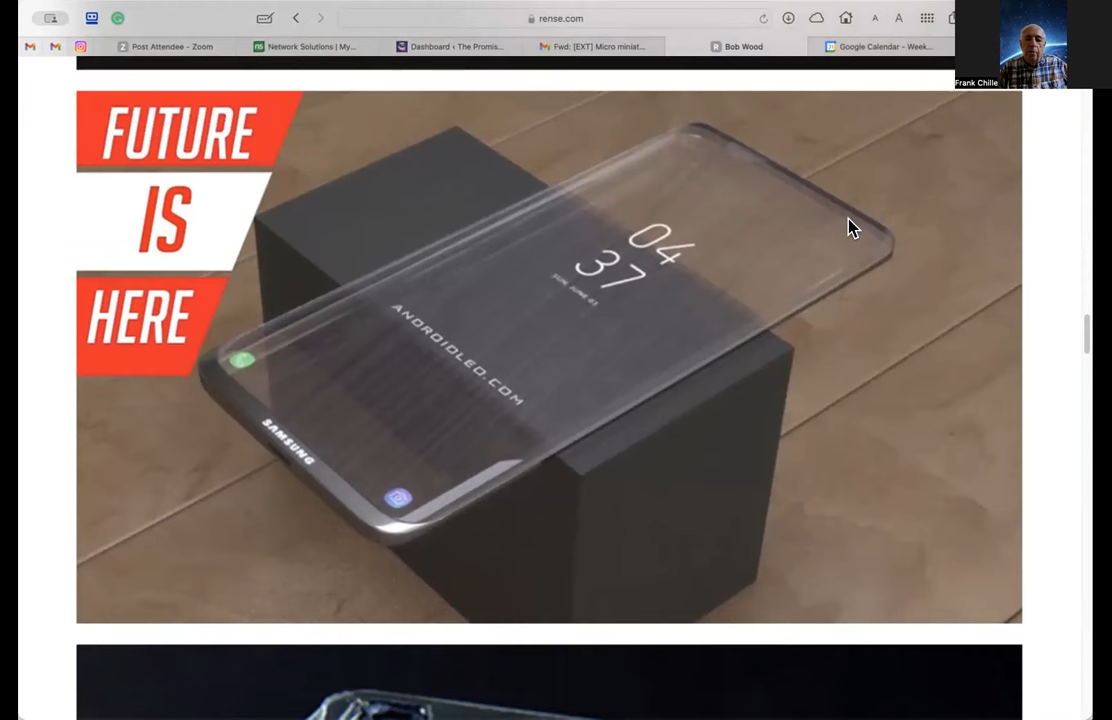 rense.com
A
A
Post Attendee - Zoom
Network Solutions | My...
Dashboard ‹ The Promis...
Fwd: [EXT] Micro miniat...
R
Bob Wood
Google Calendar - Week...
Frank Chille
FUTURE
IS
HERE
04
37
ANDROIDLEO.COM
SAMSUNG